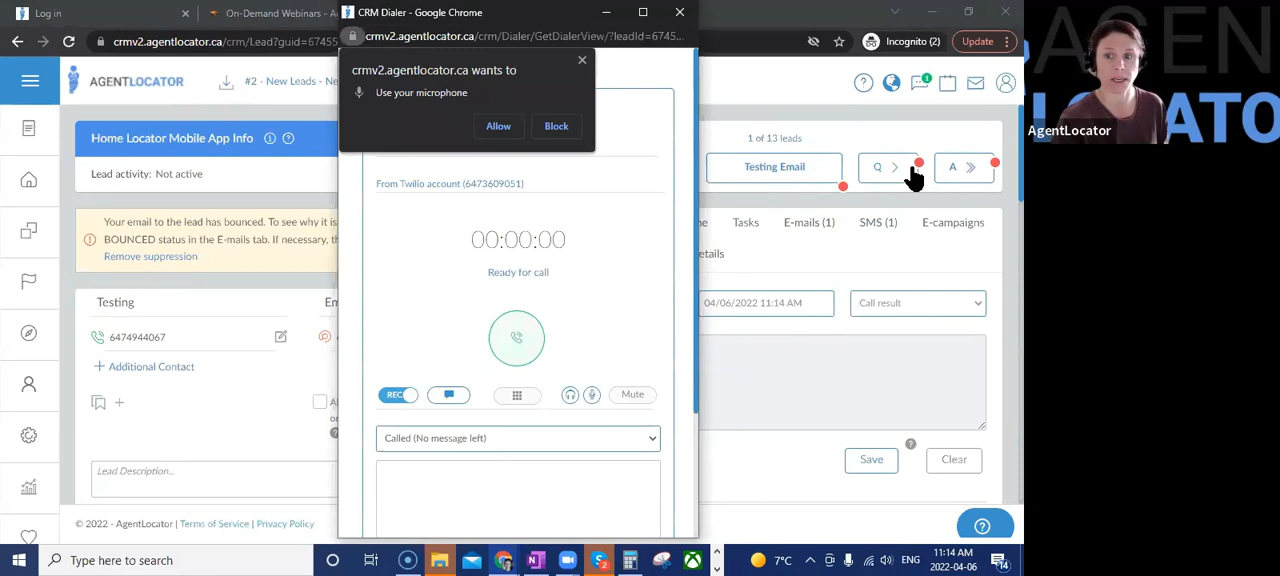 Log in
On-Demand Webinars - A
CRM Dialer - Google Chrome
crmv2.agentlocator.ca/crm/Lead?guid=67455
crmv2.agentlocator.ca/crm/Dialer/GetDialerView/?leadId=6745...
Incognito (2)
Update
AGENTLOCATOR
#2 - New Leads - Ne
crmv2.agentlocator.ca wants to
Use your microphone
Allow
Block
1
AgentLocator
Home Locator Mobile App Info
1 of 13 leads
Testing Email
Q
A
Lead activity: Not active
From Twilio account (6473609051)
Your email to the lead has bounced. To see why it is
BOUNCED status in the E-mails tab. If necessary, th
Remove suppression
me
Tasks
E-mails (1)
SMS (1)
E-campaigns
etails
00:00:00
Ready for call
Testing
Em
04/06/2022 11:14 AM
Call result
6474944067
Additional Contact
REC
Mute
Called (No message left)
Save
Clear
Lead Description...
© 2022 - AgentLocator | Terms of Service | Privacy Policy
Type here to search
2
7°C
ENG
11:14 AM
2022-04-06
14